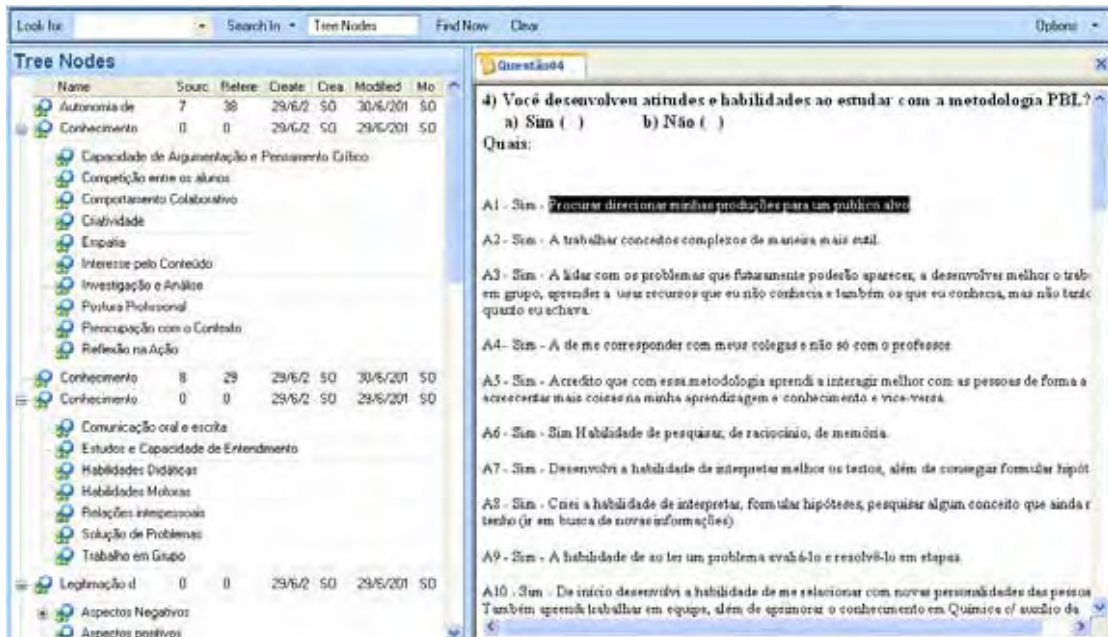 Look for: Search In Tree Nodes Find Now Clear Options
Tree Nodes
Name Sourc Refere Create Crea Modified Mo
Autonomia de 7 38 29/6/2 SO 30/6/201 SO
Conhecimento 0 0 29/6/2 SO 29/6/201 SO
Capacidade de Argumentação e Pensamento Crítico
Competição entre os alunos
Comportamento Colaborativo
Criatividade
Empatia
Interesse pelo Conteúdo
Investigação e Análise
Postura Profissional
Preocupação com o Contexto
Reflexão na Ação
Conhecimento 8 29 29/6/2 SO 30/6/201 SO
Conhecimento 0 0 29/6/2 SO 29/6/201 SO
Comunicação oral e escrita
Estudos e Capacidade de Entendimento
Habilidades Didáticas
Habilidades Motoras
Relações interpessoais
Solução de Problemas
Trabalho em Grupo
Legitimação d 0 0 29/6/2 SO 29/6/201 SO
Aspectos Negativos
Aspectos positivos
Questão04
4) Você desenvolveu atitudes e habilidades ao estudar com a metodologia PBL?
a) Sim ( ) b) Não ( )
Quais:
A1 - Sim - Procurar direcionar minhas produções para um publico alvo
A2 - Sim - A trabalhar conceitos complexos de maneira mais sutil.
A3 - Sim - A lidar com os problemas que futuramente poderão aparecer, a desenvolver melhor o trab
em grupo, aprender a usar recursos que eu não conhecia e também os que eu conhecia, mas não tanto
quanto eu achava.
A4- Sim - A de me corresponder com meus colegas e não só com o professor.
A5 - Sim - Acredito que com essa metodologia aprendi a interagir melhor com as pessoas de forma a
acrescentar mais coisas na minha aprendizagem e conhecimento e vice-versa.
A6 - Sim - Sim Habilidade de pesquisar, de raciocínio, de memória.
A7 - Sim - Desenvolvi a habilidade de interpretar melhor os textos, além de conseguir formular hipót
A8 - Sim - Criei a habilidade de interpretar, formular hipóteses, pesquisar algum conceito que ainda r
tenho (ir em busca de novas informações).
A9 - Sim - A habilidade de ao ter um problema avaliá-lo e resolvê-lo em etapas.
A10 - Sim - De início desenvolvi a habilidade de me relacionar com novas personalidades das pessoa
Também aprendi trabalhar em equipe, além de aprimorar o conhecimento em Química c/ auxílio da